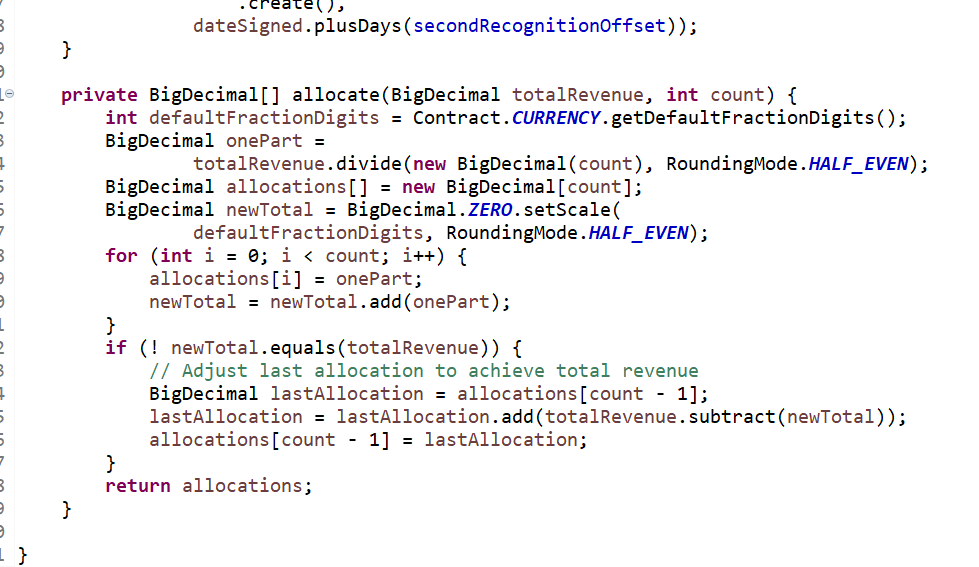 .create(),
dateSigned.plusDays(secondRecognitionOffset));
}
private BigDecimal[] allocate(BigDecimal totalRevenue, int count) {
int defaultFractionDigits = Contract.CURRENCY.getDefaultFractionDigits();
BigDecimal onePart =
totalRevenue.divide(new BigDecimal(count), RoundingMode.HALF_EVEN);
BigDecimal allocations[] = new BigDecimal[count];
BigDecimal newTotal = BigDecimal.ZERO.setScale(
defaultFractionDigits, RoundingMode.HALF_EVEN);
for (int i = 0; i < count; i++) {
allocations[i] = onePart;
newTotal = newTotal.add(onePart);
}
if (! newTotal.equals(totalRevenue)) {
// Adjust last allocation to achieve total revenue
BigDecimal lastAllocation = allocations[count - 1];
lastAllocation = lastAllocation.add(totalRevenue.subtract(newTotal));
allocations[count - 1] = lastAllocation;
}
return allocations;
}
}